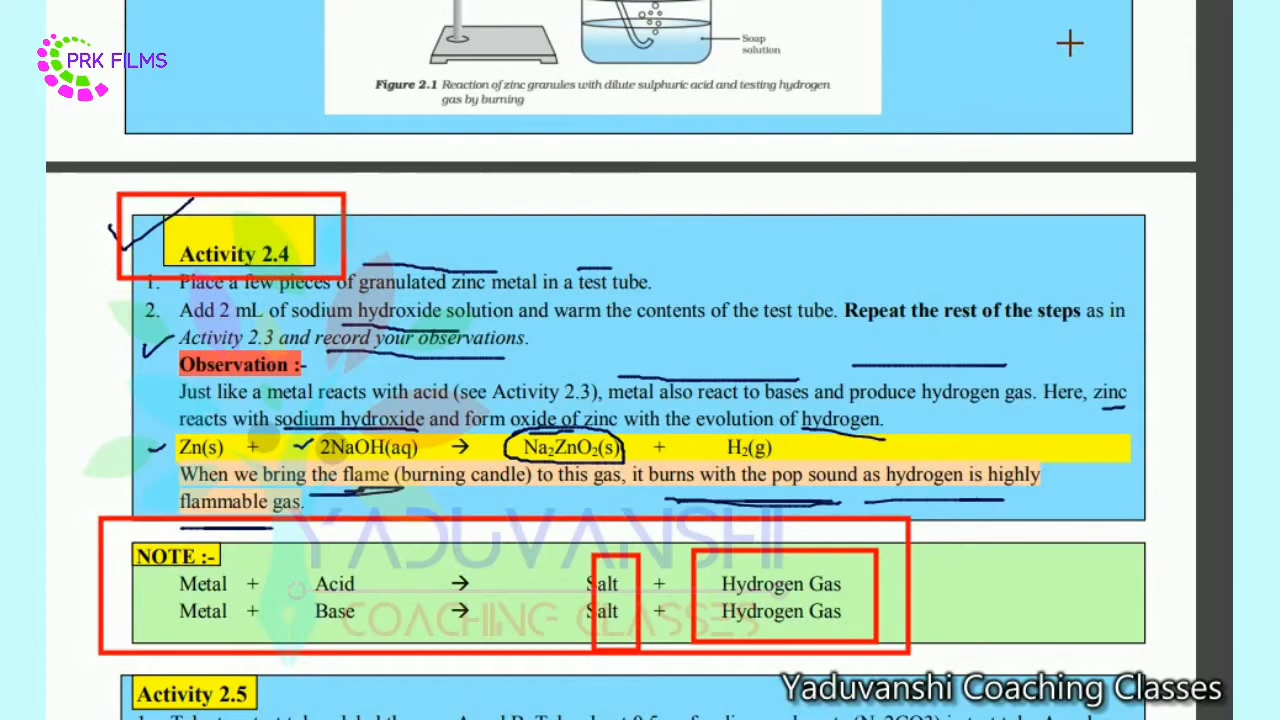 PRK FILMS
Soap
solution
Figure 2.1 Reaction of zinc granules with dilute sulphuric acid and testing hydrogen
gas by burning
Activity 2.4
1. Place a few pieces of granulated zinc metal in a test tube.
2. Add 2 mL of sodium hydroxide solution and warm the contents of the test tube. Repeat the rest of the steps as in
Activity 2.3 and record your observations.
Observation :-
Just like a metal reacts with acid (see Activity 2.3), metal also react to bases and produce hydrogen gas. Here, zinc
reacts with sodium hydroxide and form oxide of zinc with the evolution of hydrogen.
Zn(s) + 2NaOH(aq) → Na₂ZnO₂(s) + H₂(g)
When we bring the flame (burning candle) to this gas, it burns with the pop sound as hydrogen is highly
flammable gas.
YADUVANSHI
COACHING CLASSES
NOTE :-
Metal + Acid → Salt + Hydrogen Gas
Metal + Base → Salt + Hydrogen Gas
Activity 2.5
Yaduvanshi Coaching Classes